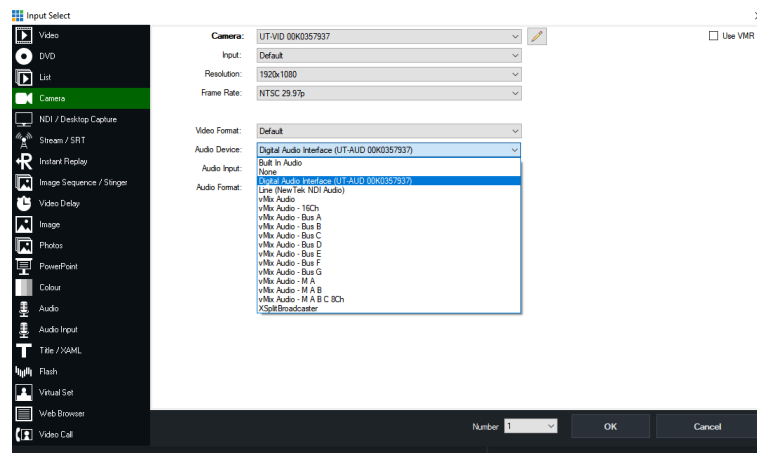 Input Select
Video
DVD
List
Camera
NDI / Desktop Capture
Stream / SRT
Instant Replay
Image Sequence / Stinger
Video Delay
Image
Photos
PowerPoint
Colour
Audio
Audio Input
Title / XAML
Flash
Virtual Set
Web Browser
Video Call
Camera: UT-VID 00K0357937
Use VMR
Input: Default
Resolution: 1920x1080
Frame Rate: NTSC 29.97p
Video Format: Default
Audio Device: Digital Audio Interface (UT-AUD 00K0357937)
Audio Input:
Audio Format:
Built In Audio
None
Digital Audio Interface (UT-AUD 00K0357937)
Line (NewTek NDI Audio)
vMix Audio
vMix Audio - 16Ch
vMix Audio - Bus A
vMix Audio - Bus B
vMix Audio - Bus C
vMix Audio - Bus D
vMix Audio - Bus E
vMix Audio - Bus F
vMix Audio - Bus G
vMix Audio - M A
vMix Audio - M A B
vMix Audio - M A B C 8Ch
XSplitBroadcaster
Number 1 OK Cancel